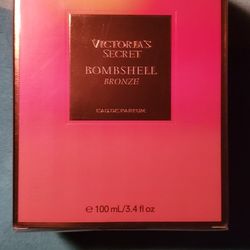 VICTORIA'S
SECRET
BOMBSHELL
BRONZE
EAU DE PARFUM
℮ 100 mL/3.4 fl oz